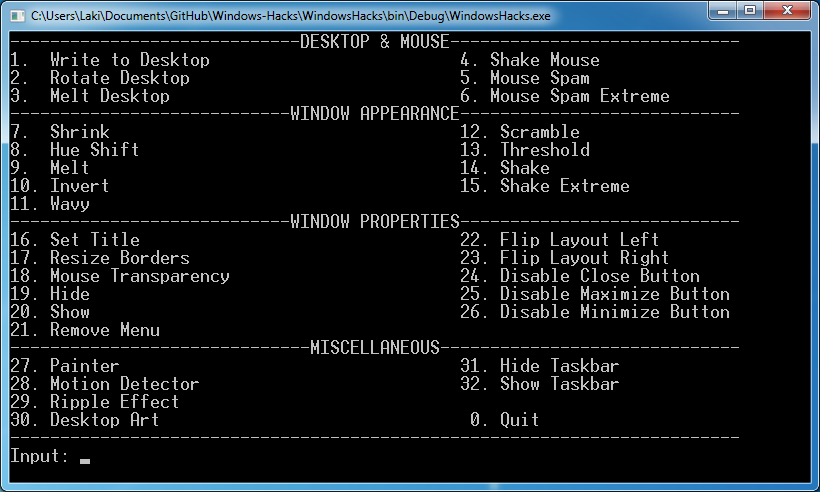 C:\Users\Laki\Documents\GitHub\Windows-Hacks\WindowsHacks\bin\Debug\WindowsHacks.exe
-----------------------------DESKTOP & MOUSE-----------------------------
1.  Write to Desktop                         4. Shake Mouse
2.  Rotate Desktop                           5. Mouse Spam
3.  Melt Desktop                             6. Mouse Spam Extreme
----------------------------WINDOW APPEARANCE----------------------------
7.  Shrink                                   12. Scramble
8.  Hue Shift                                13. Threshold
9.  Melt                                     14. Shake
10. Invert                                   15. Shake Extreme
11. Wavy
----------------------------WINDOW PROPERTIES----------------------------
16. Set Title                                22. Flip Layout Left
17. Resize Borders                           23. Flip Layout Right
18. Mouse Transparency                       24. Disable Close Button
19. Hide                                     25. Disable Maximize Button
20. Show                                     26. Disable Minimize Button
21. Remove Menu
------------------------------MISCELLANEOUS------------------------------
27. Painter                                  31. Hide Taskbar
28. Motion Detector                          32. Show Taskbar
29. Ripple Effect
30. Desktop Art                               0. Quit
-------------------------------------------------------------------------
Input: _